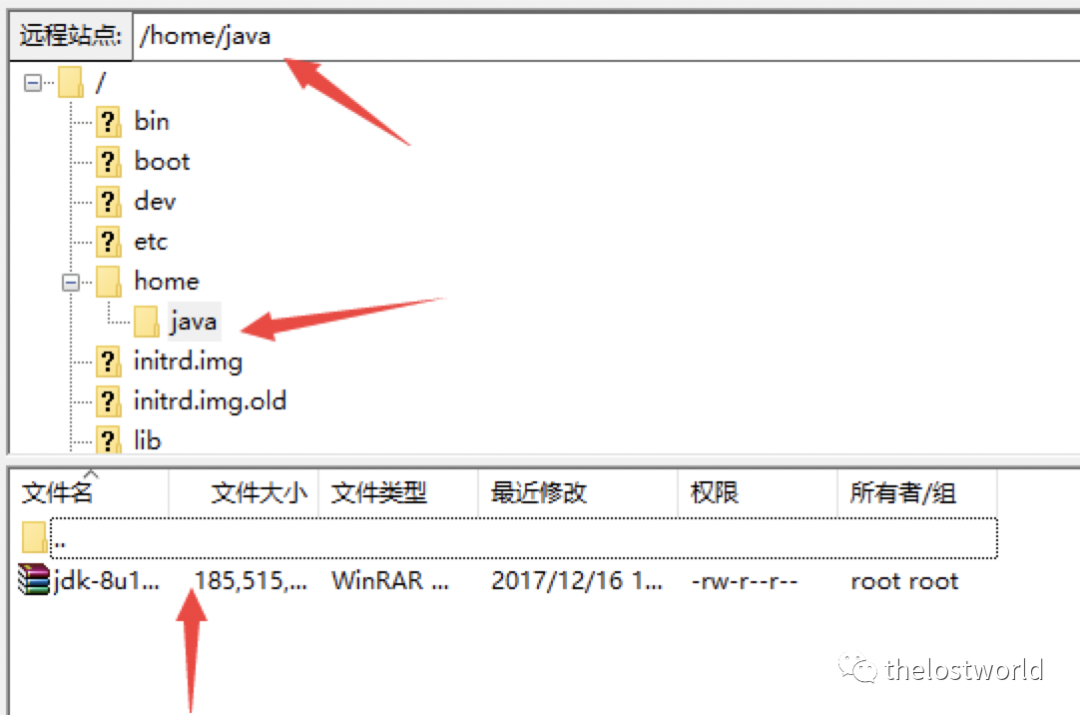 远程站点: /home/java
/
bin
boot
dev
etc
home
java
initrd.img
initrd.img.old
lib
文件名 文件大小 文件类型 最近修改 权限 所有者/组
..
jdk-8u1... 185,515,... WinRAR ... 2017/12/16 1... -rw-r--r-- root root
thelostworld